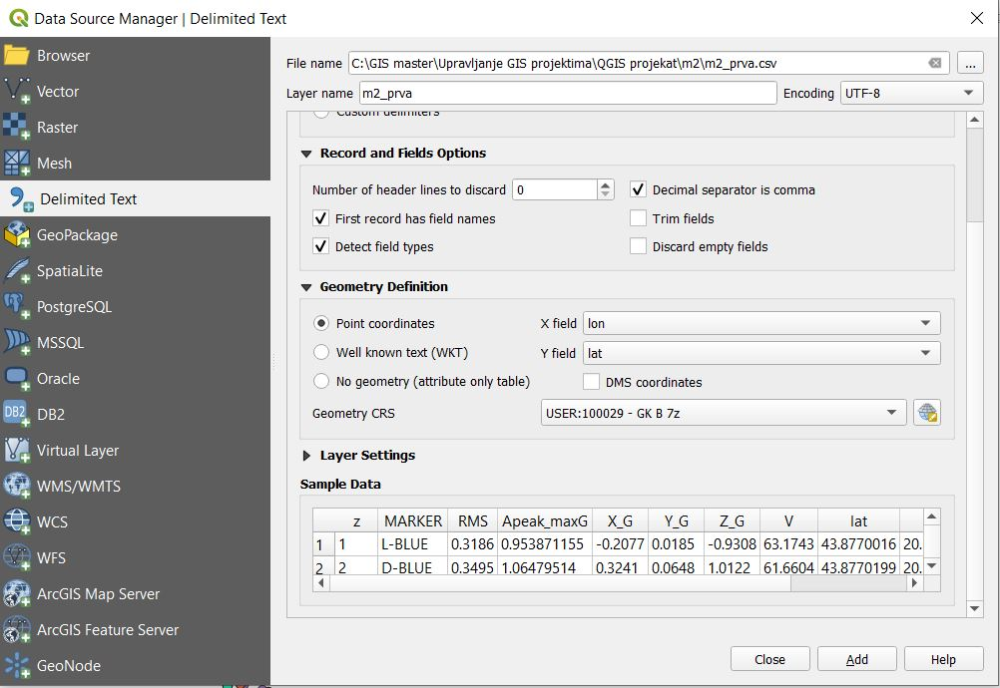 Data Source Manager | Delimited Text
Browser
Vector
Raster
Mesh
Delimited Text
GeoPackage
SpatiaLite
PostgreSQL
MSSQL
Oracle
DB2
DB2
Virtual Layer
WMS/WMTS
WCS
WFS
ArcGIS Map Server
ArcGIS Feature Server
GeoNode
File name C:\GIS master\Upravljanje GIS projektima\QGIS projekat\m2\m2_prva.csv ...
Layer name m2_prva Encoding UTF-8
Custom delimiters
Record and Fields Options
Number of header lines to discard 0 Decimal separator is comma
First record has field names Trim fields
Detect field types Discard empty fields
Geometry Definition
Point coordinates X field lon
Well known text (WKT) Y field lat
No geometry (attribute only table) DMS coordinates
Geometry CRS USER:100029 - GK B 7z
Layer Settings
Sample Data
z MARKER RMS Apeak_maxG X_G Y_G Z_G V lat
1 1 L-BLUE 0.3186 0.953871155 -0.2077 0.0185 -0.9308 63.1743 43.8770016 20.
2 2 D-BLUE 0.3495 1.06479514 0.3241 0.0648 1.0122 61.6604 43.8770199 20.
Close Add Help